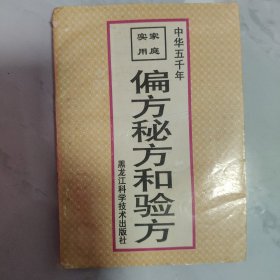 中华五千年
家庭
实用
偏方秘方和验方
黑龙江科学技术出版社